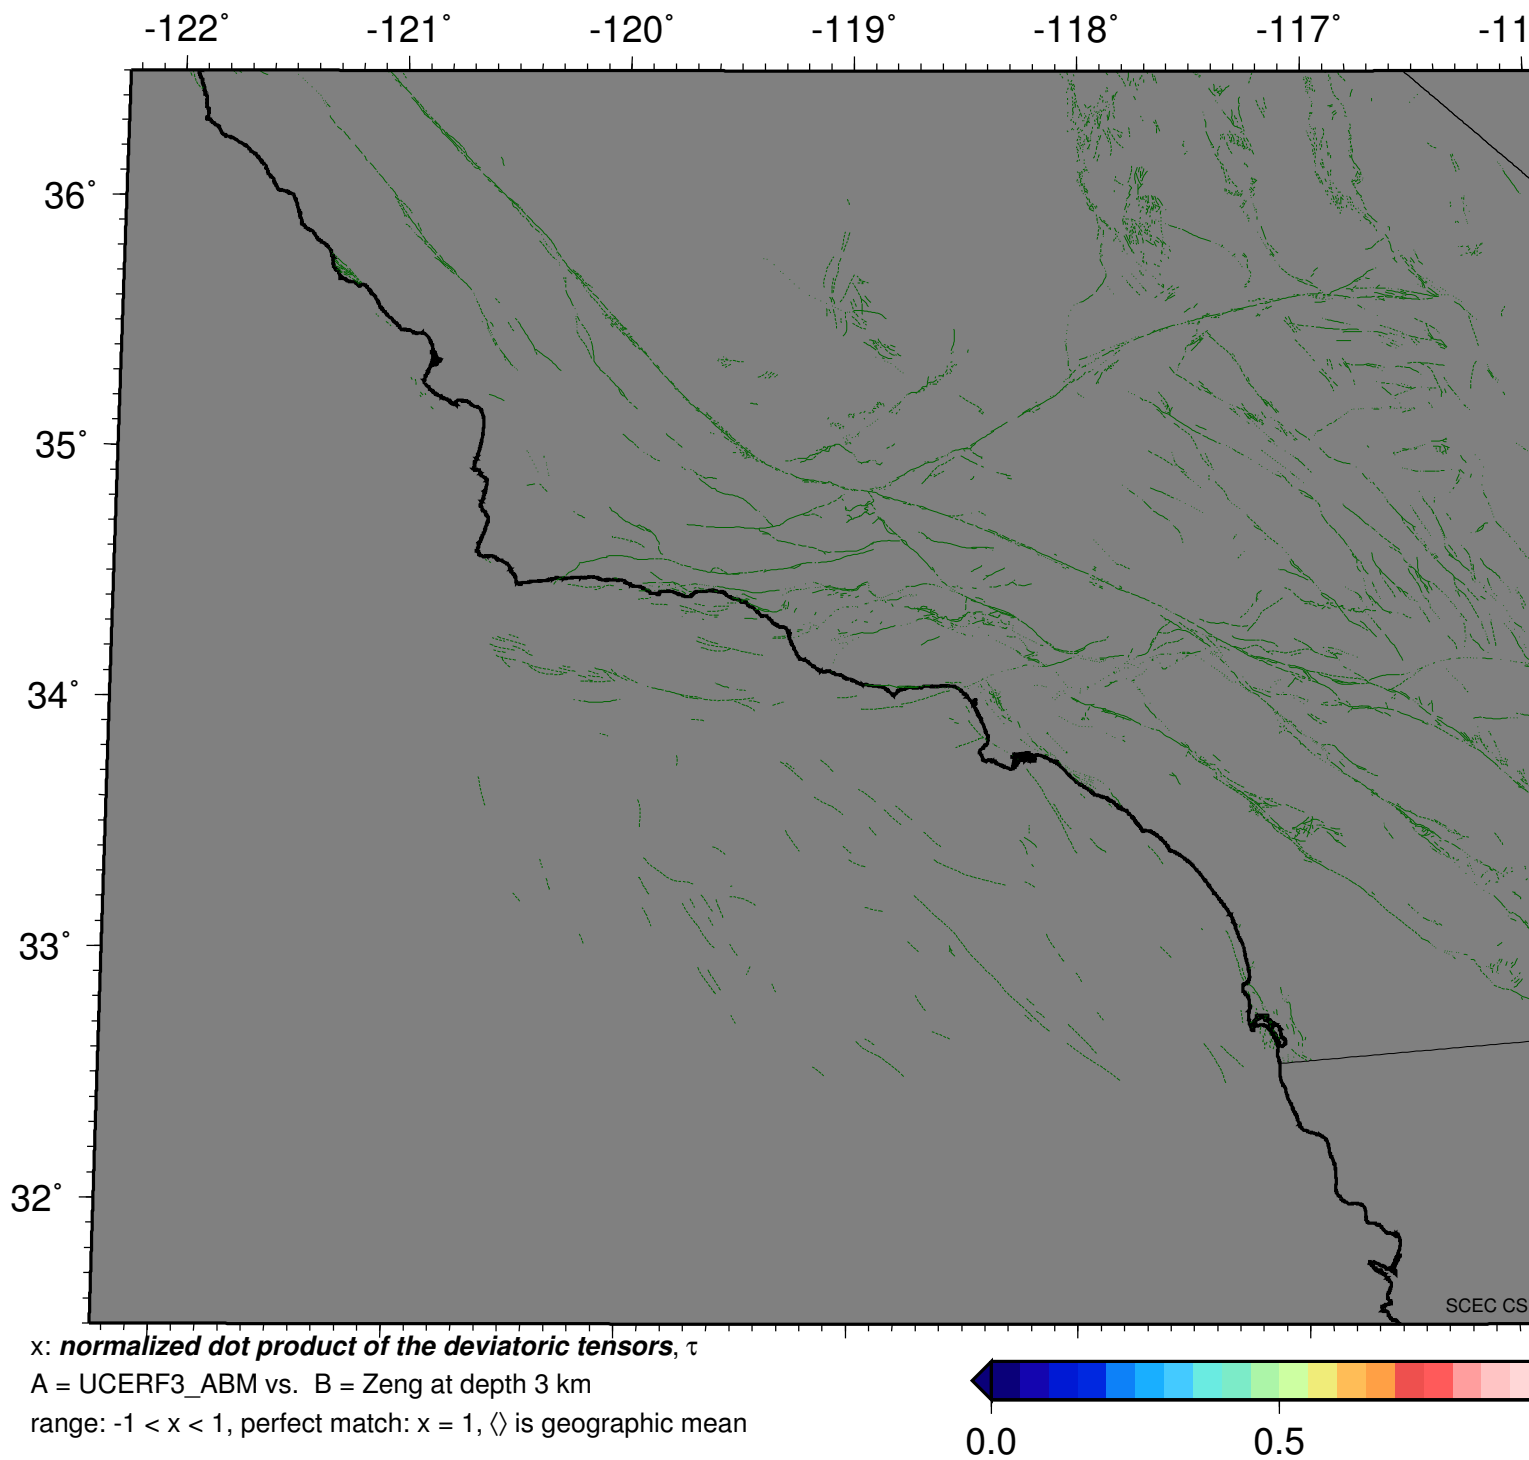 -122˚ -121˚ -120˚ -119˚ -118˚ -117˚ -11
36˚
35˚
34˚
33˚
32˚
SCEC CS
x: normalized dot product of the deviatoric tensors, τ
A = UCERF3_ABM vs. B = Zeng at depth 3 km
range: -1 < x < 1, perfect match: x = 1, ⟨⟩ is geographic mean
0.0 0.5